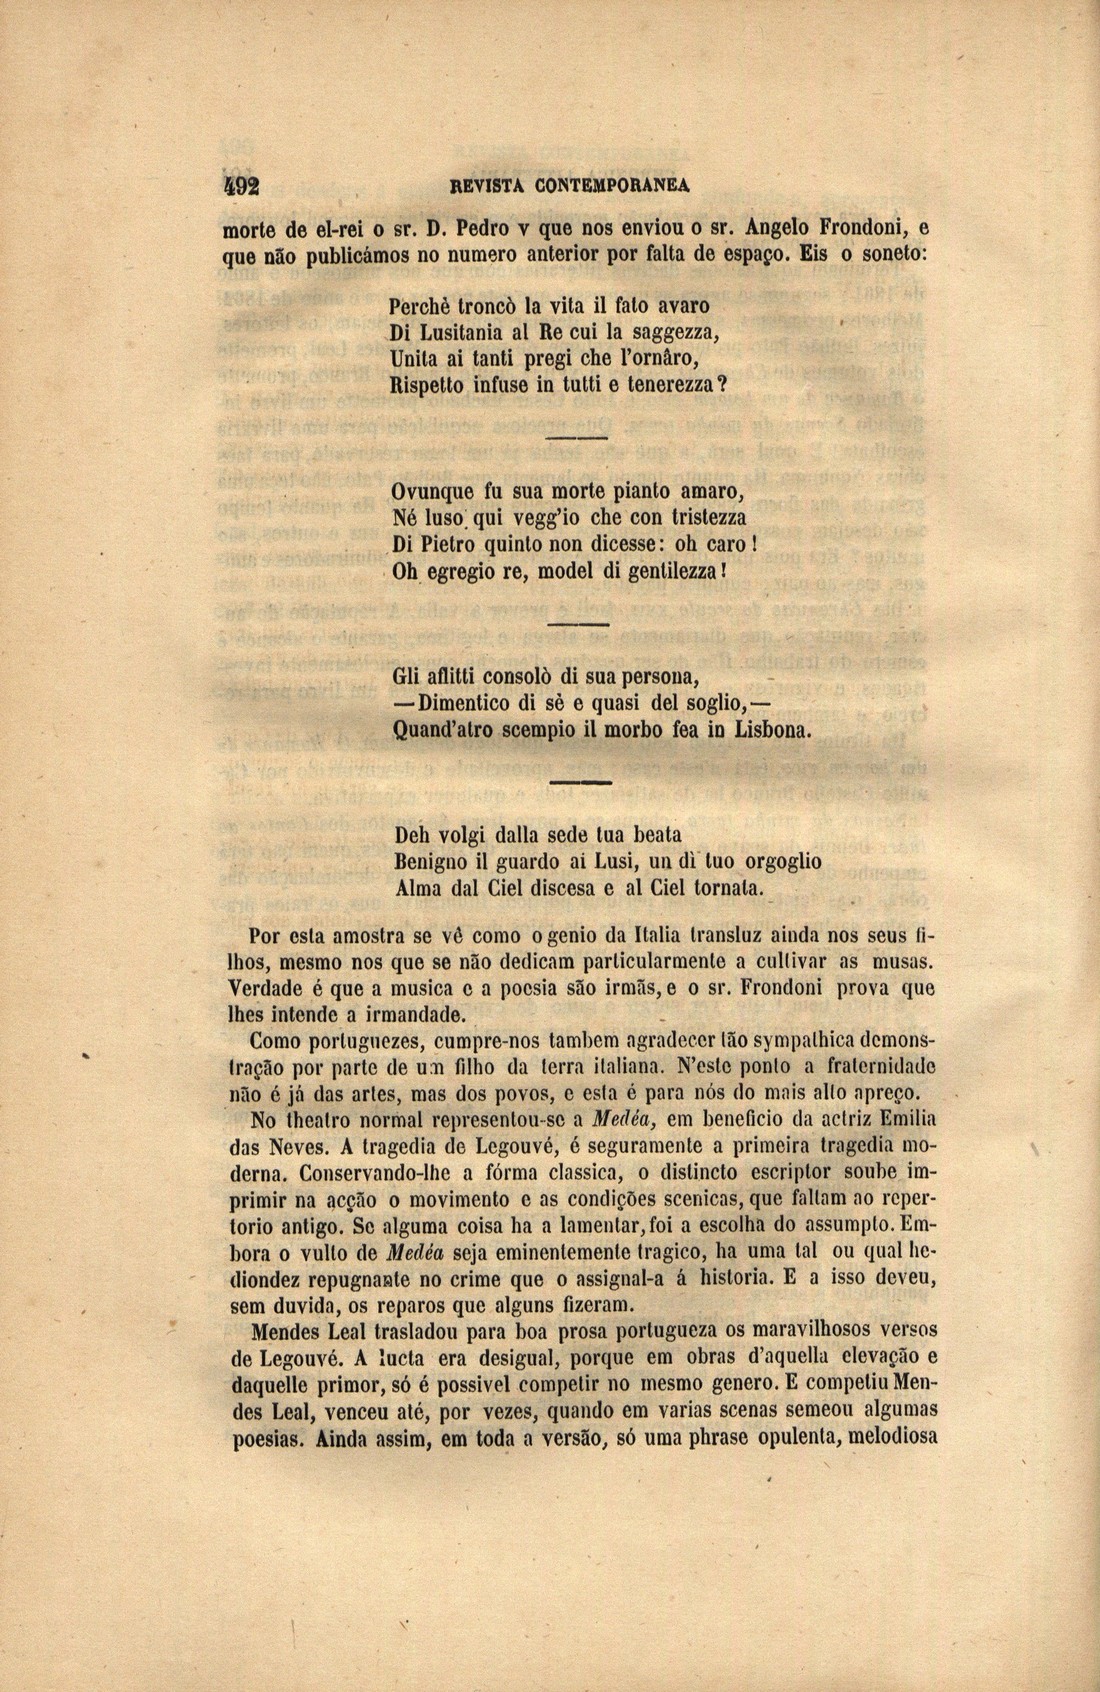 492 REVISTA CONTEMPORANEA
morte de el-rei o sr. D. Pedro v que nos enviou o sr. Angelo Frondoni, e
que não publicámos no numero anterior por falta de espaço. Eis o soneto:
Perchè troncò la vita il fato avaro
Di Lusitania al Re cui la saggezza,
Unita ai tanti pregi che l'ornâro,
Rispetto infuse in tutti e tenerezza?
Ovunque fu sua morte pianto amaro,
Né luso qui vegg'io che con tristezza
Di Pietro quinto non dicesse: oh caro!
Oh egregio re, model di gentilezza!
Gli aflitti consolò di sua persona,
—Dimentico di sè e quasi del soglio,—
Quand'atro scempio il morbo fea in Lisbona.
Deh volgi dalla sede tua beata
Benigno il guardo ai Lusi, un dì tuo orgoglio
Alma dal Ciel discesa e al Ciel tornata.
Por esta amostra se vê como o genio da Italia transluz ainda nos seus fi-
lhos, mesmo nos que se não dedicam particularmente a cultivar as musas.
Verdade é que a musica e a poesia são irmãs, e o sr. Frondoni prova que
lhes intende a irmandade.
Como portuguezes, cumpre-nos tambem agradecer tão sympathica demons-
tração por parte de um filho da terra italiana. N'este ponto a fraternidade
não é já das artes, mas dos povos, e esta é para nós do mais alto apreço.
No theatro normal representou-se a Medéa, em beneficio da actriz Emilia
das Neves. A tragedia de Legouvé, é seguramente a primeira tragedia mo-
derna. Conservando-lhe a fórma classica, o distincto escriptor soube im-
primir na acção o movimento e as condições scenicas, que faltam ao reper-
torio antigo. Se alguma coisa ha a lamentar, foi a escolha do assumpto. Em-
bora o vulto de Medéa seja eminentemente tragico, ha uma tal ou qual he-
diondez repugnante no crime que o assignal-a á historia. E a isso deveu,
sem duvida, os reparos que alguns fizeram.
Mendes Leal trasladou para boa prosa portugueza os maravilhosos versos
de Legouvé. A lucta era desigual, porque em obras d'aquella elevação e
daquelle primor, só é possivel competir no mesmo genero. E competiu Men-
des Leal, venceu até, por vezes, quando em varias scenas semeou algumas
poesias. Ainda assim, em toda a versão, só uma phrase opulenta, melodiosa